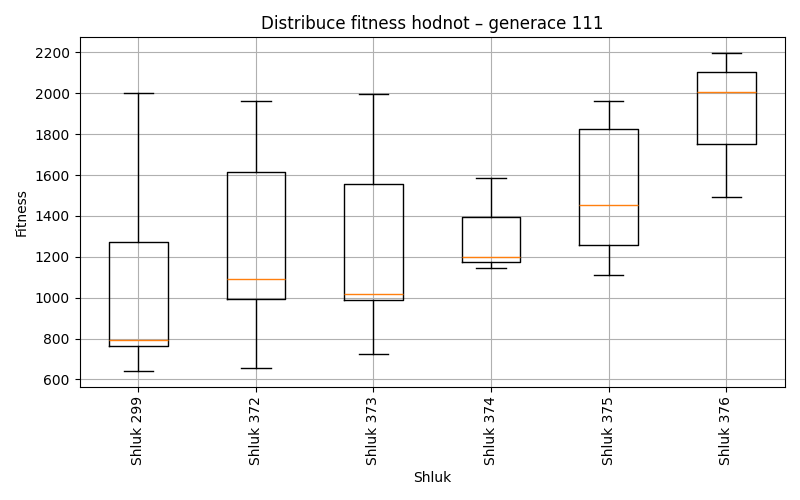 Distribuce fitness hodnot – generace 111
Fitness
2200
2000
1800
1600
1400
1200
1000
800
600
Shluk 299
Shluk 372
Shluk 373
Shluk 374
Shluk 375
Shluk 376
Shluk